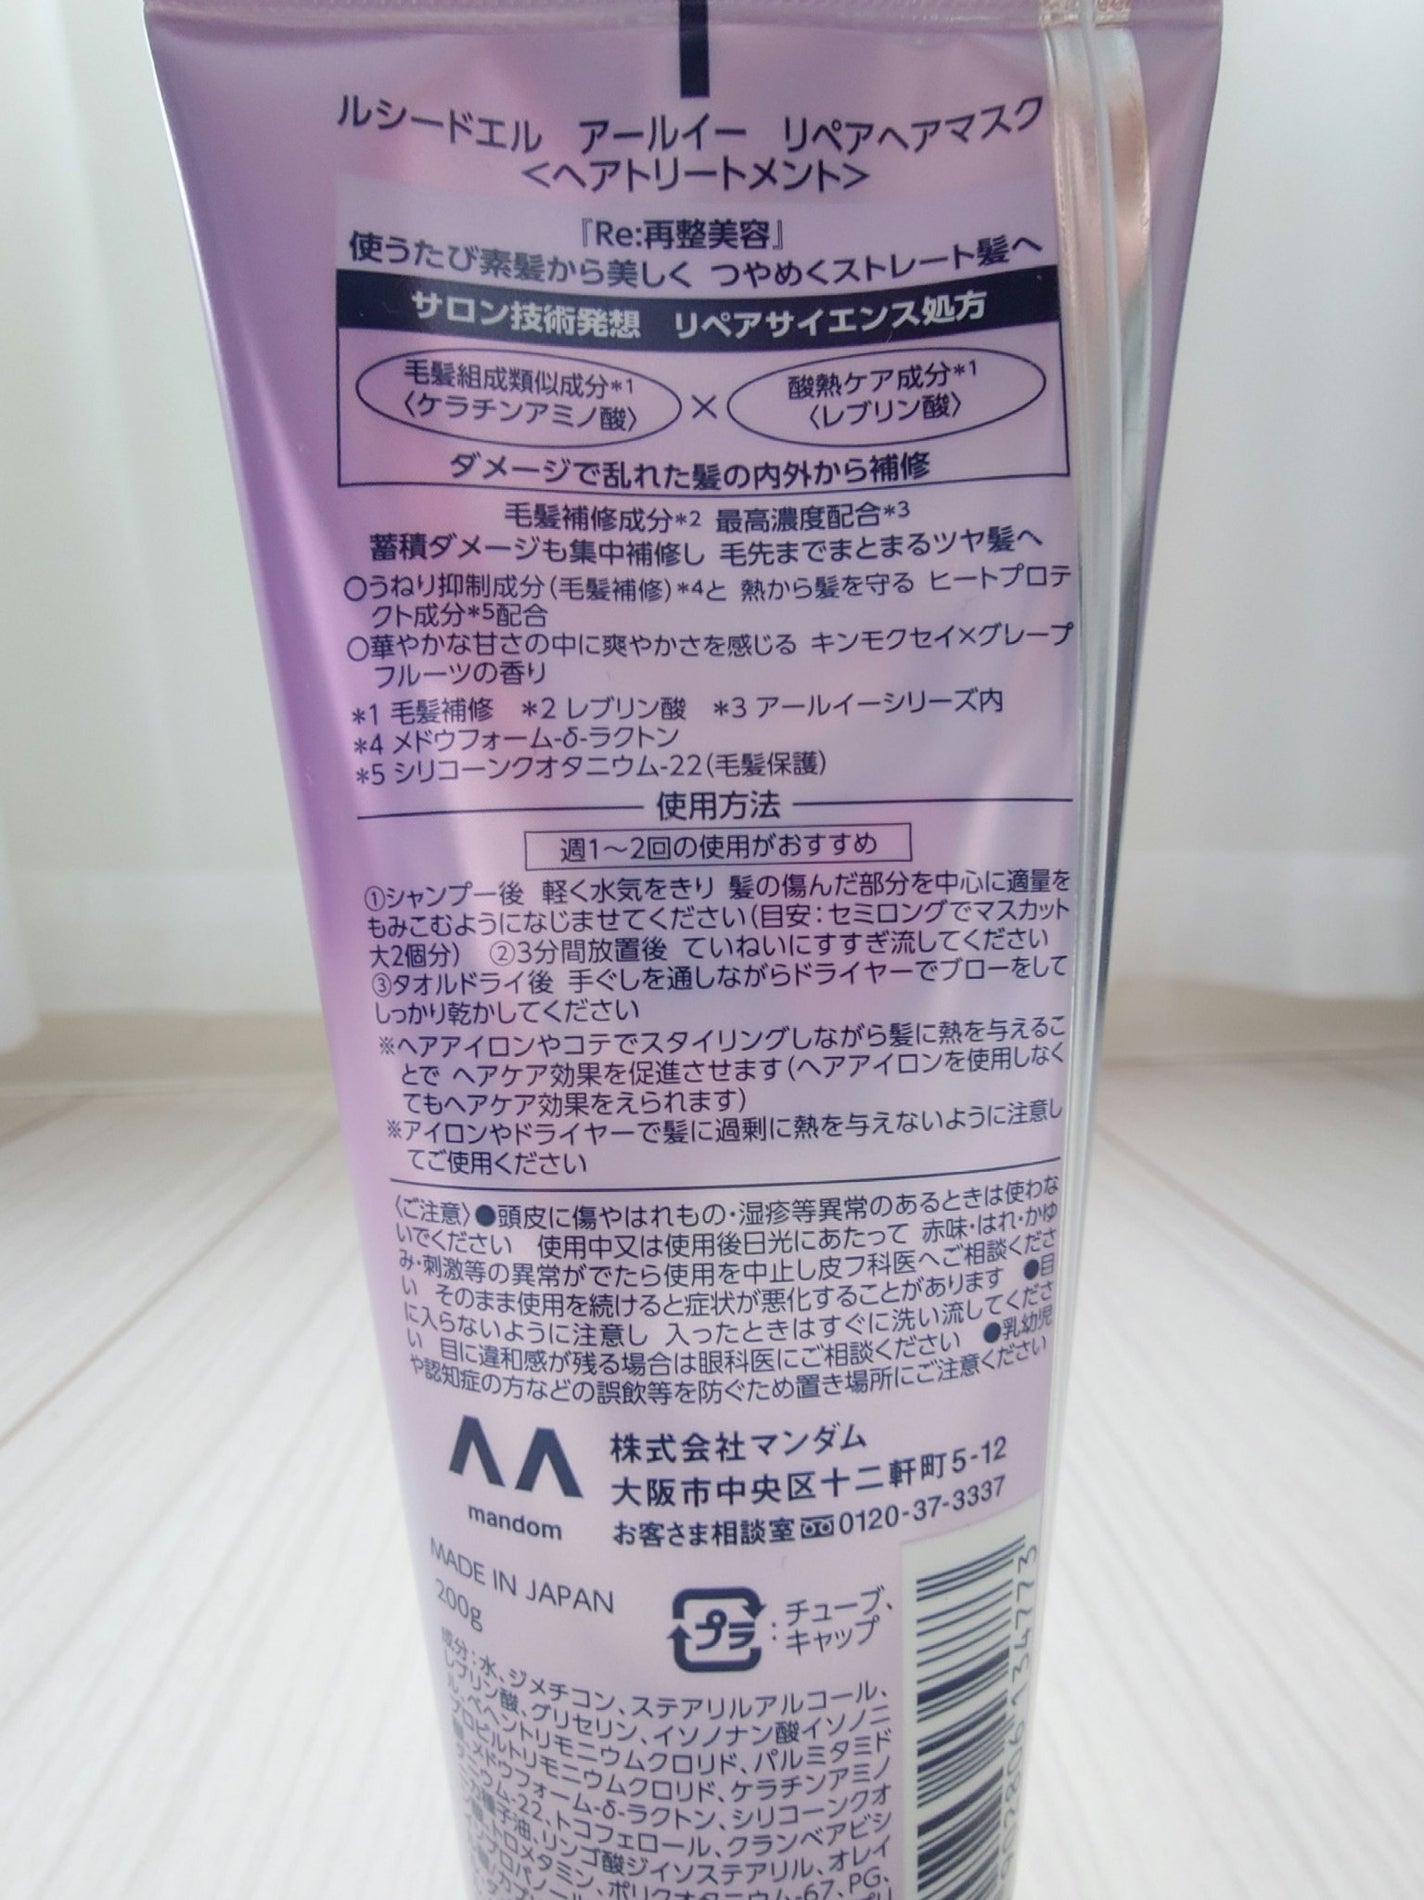 ルシードエル アールイー リペアヘアマスク
<ヘアトリートメント>
『Re:再整美容』
使うたび素髪から美しく つやめくストレート髪へ
サロン技術発想 リペアサイエンス処方
毛髪組成類似成分*1
〈ケラチンアミノ酸〉
×
酸熱ケア成分*1
〈レブリン酸〉
ダメージで乱れた髪の内外から補修
毛髪補修成分*2 最高濃度配合*3
蓄積ダメージも集中補修し 毛先までまとまるツヤ髪へ
○うねり抑制成分(毛髪補修)*4と 熱から髪を守る ヒートプロテ
クト成分*5配合
○華やかな甘さの中に爽やかさを感じる キンモクセイ×グレープ
フルーツの香り
*1 毛髪補修 *2 レブリン酸 *3 アールイーシリーズ内
*4 メドウフォーム-δ-ラクトン
*5 シリコーンクオタニウム-22(毛髪保護)
使用方法
週1～2回の使用がおすすめ
①シャンプー後 軽く水気をきり 髪の傷んだ部分を中心に適量を
もみこむようになじませてください(目安:セミロングでマスカット
大2個分) ②3分間放置後 ていねいにすすぎ流してください
③タオルドライ後 手ぐしを通しながらドライヤーでブローをして
しっかり乾かしてください
※ヘアアイロンやコテでスタイリングしながら髪に熱を与えるこ
とで ヘアケア効果を促進させます(ヘアアイロンを使用しなく
てもヘアケア効果をえられます)
※アイロンやドライヤーで髪に過剰に熱を与えないように注意し
てご使用ください
〈ご注意〉●頭皮に傷やはれもの・湿疹等異常のあるときは使わな
いでください 使用中又は使用後日光にあたって 赤味・はれ・かゆ
み・刺激等の異常がでたら使用を中止し皮フ科医へご相談くださ
い そのまま使用を続けると症状が悪化することがあります ●目
に入らないように注意し 入ったときはすぐに洗い流してくださ
い 目に違和感が残る場合は眼科医にご相談ください ●乳幼児
や認知症の方などの誤飲等を防ぐため置き場所にご注意ください
mandom
株式会社マンダム
大阪市中央区十二軒町5-12
お客さま相談室 0120-37-3337
MADE IN JAPAN
200g
プラ
:チューブ、
:キャップ
成分:水、ジメチコン、ステアリルアルコール、
レブリン酸、グリセリン、イソノナン酸イソノニ
ル、ベヘントリモニウムクロリド、パルミタミド
プロピルトリモニウムクロリド、ケラチンアミノ
酸、メドウフォーム-δ-ラクトン、シリコーンクオ
タニウム-22、トコフェロール、クランベアビシ
ニカ種子油、リンゴ酸ジイソステアリル、オレイ
トロメタミン、ポリクオタニウム-67、PG、